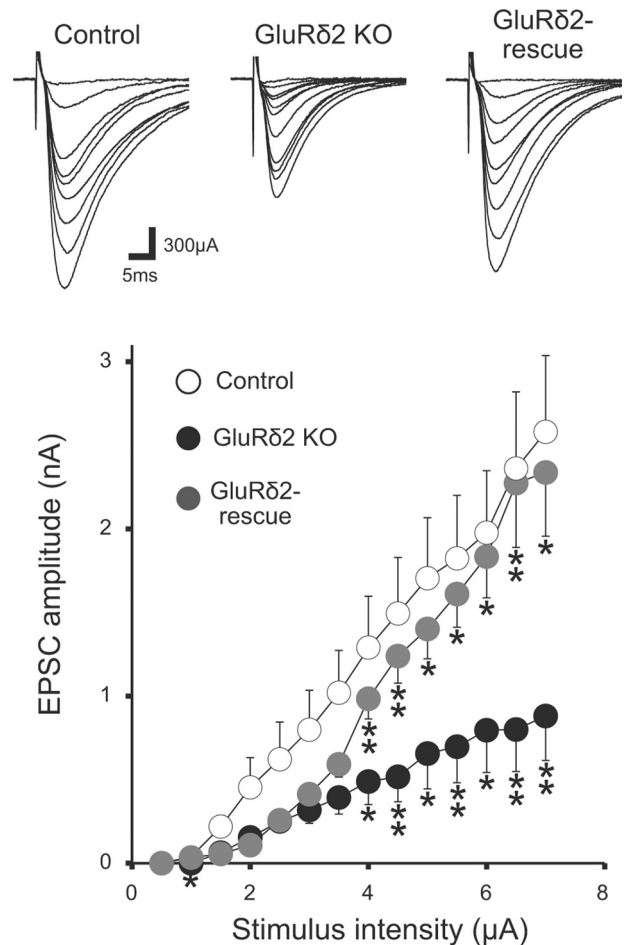 Control
GluRδ2 KO
GluRδ2-
rescue
300µA
5ms
3
2
1
0
EPSC amplitude (nA)
Control
GluRδ2 KO
GluRδ2-
rescue
* * * * * * * * * *
* * * * * * * * * * *
*
0 2 4 6 8
Stimulus intensity (µA)